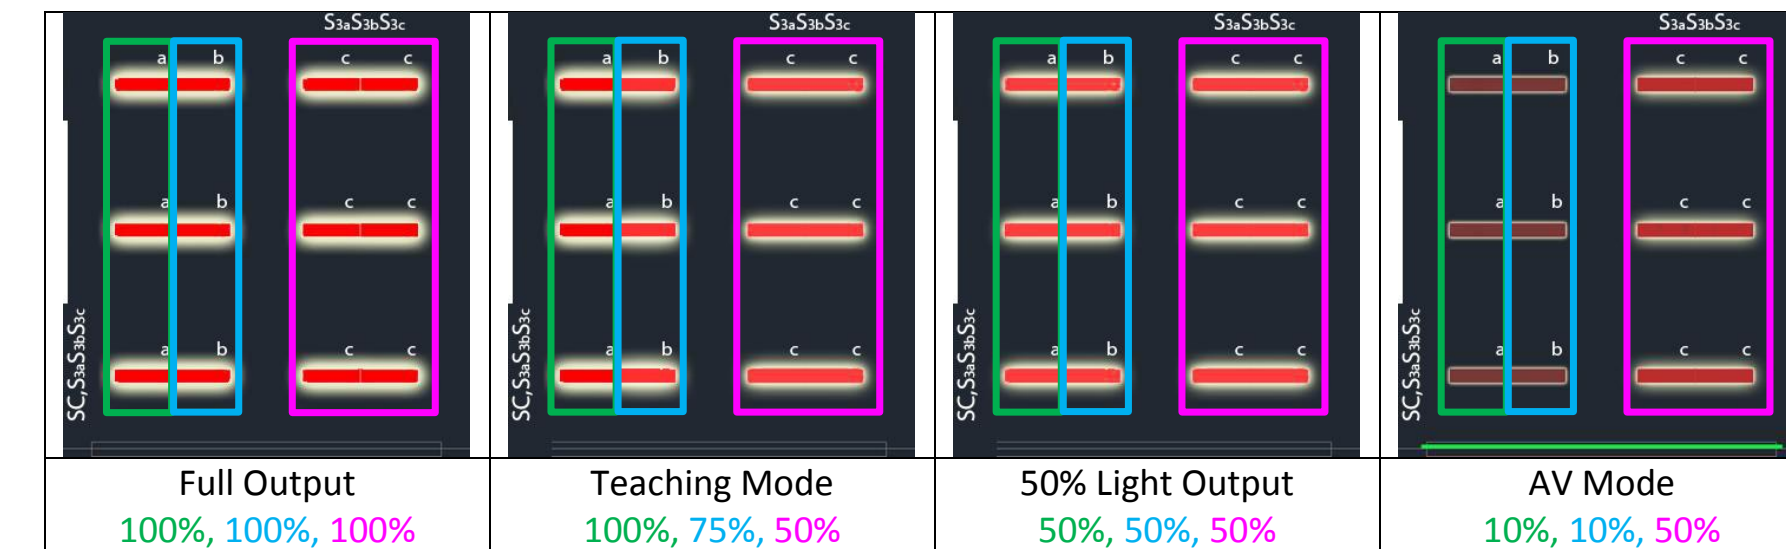 S3aS3bS3c
a b c c
a b c c
a b c c
SC,S3aS3bS3c
Full Output
100%, 100%, 100%
S3aS3bS3c
a b c c
a b c c
a b c c
SC,S3aS3bS3c
Teaching Mode
100%, 75%, 50%
S3aS3bS3c
a b c c
a b c c
a b c c
SC,S3aS3bS3c
50% Light Output
50%, 50%, 50%
S3aS3bS3c
a b c c
a b c c
a b c c
SC,S3aS3bS3c
AV Mode
10%, 10%, 50%